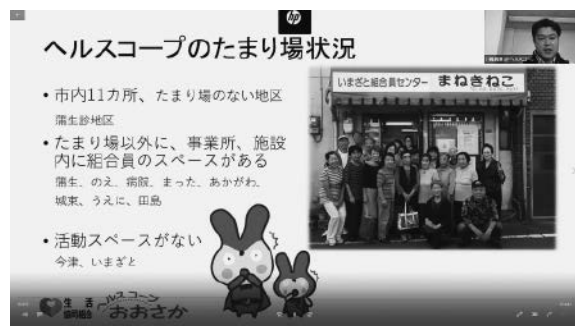 hp
ヘルスコープのたまり場状況
• 市内11カ所、たまり場のない地区
蒲生診地区
• たまり場以外に、事業所、施設
内に組合員のスペースがある
蒲生、のえ、病院、まった、あかがわ、
城東、うえに、田島
• 活動スペースがない
今津、いまざと
いまざと組合員センター まねきねこ
生活
協同組合
ヘルスコープ
おおさか